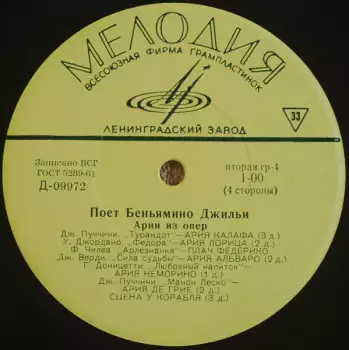 МЕЛОДИЯ
ВСЕСОЮЗНАЯ ФИРМА ГРАМПЛАСТИНОК
33
ЛЕНИНГРАДСКИЙ ЗАВОД
Записано ВСГ
ГОСТ 5289-61
Д-09972
вторая гр-4
1-00
(4 стороны)
Поет Беньямино Джильи
Арии из опер
Дж. Пуччини. „Турандот"—АРИЯ КАЛАФА (3 д.)
У. Джордано. „Федора"—АРИЯ ЛОРИЦА (2 д.)
Ф. Чилеа „Арлезианка"— ПЛАЧ ФЕДЕРИКО
Дж. Верди. „Сила судьбы"—АРИЯ АЛЬВАРО (2 д.)
Г. Доницетти. „Любовный напиток"—
АРИЯ НЕМОРИНО (1 д.)
Дж. Пуччини. „Манон Леско"—
АРИЯ ДЕ ГРИЕ (2 д.)
СЦЕНА У КОРАБЛЯ (3 д.)